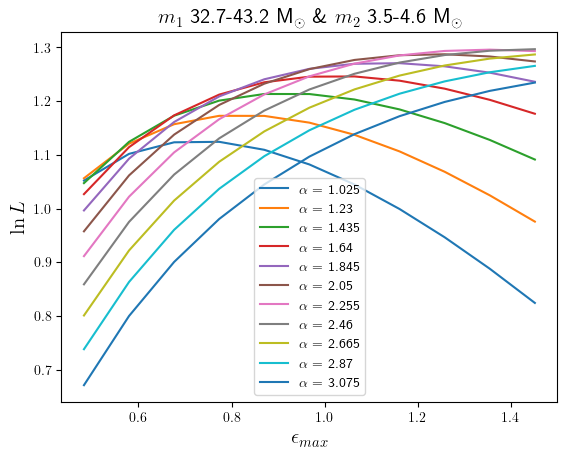 m₁ 32.7-43.2 M⊙ & m₂ 3.5-4.6 M⊙
ln L
1.3
1.2
1.1
1.0
0.9
0.8
0.7
α = 1.025
α = 1.23
α = 1.435
α = 1.64
α = 1.845
α = 2.05
α = 2.255
α = 2.46
α = 2.665
α = 2.87
α = 3.075
0.6 0.8 1.0 1.2 1.4
ϵmax